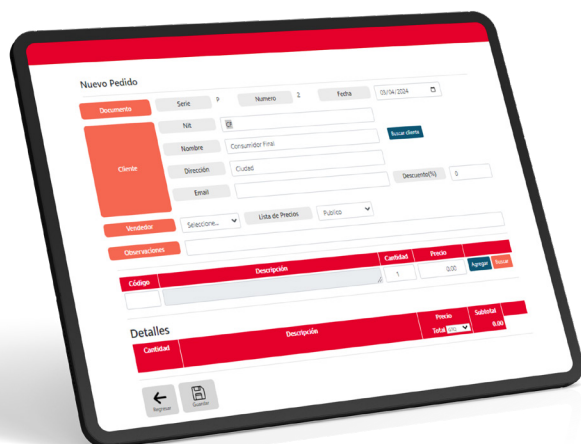 Nuevo Pedido
Documento Serie P Numero 2 Fecha 03/04/2024
Cliente
Nit
Nombre Consumidor Final Buscar cliente
Dirección Ciudad
Email Descuento(%) 0
Vendedor Seleccione... Lista de Precios Publico
Observaciones
Código Descripción Cantidad Precio
1 0.00 Agregar Buscar
Detalles
Cantidad Descripción Precio Subtotal
Total 0.00
Regresar Guardar